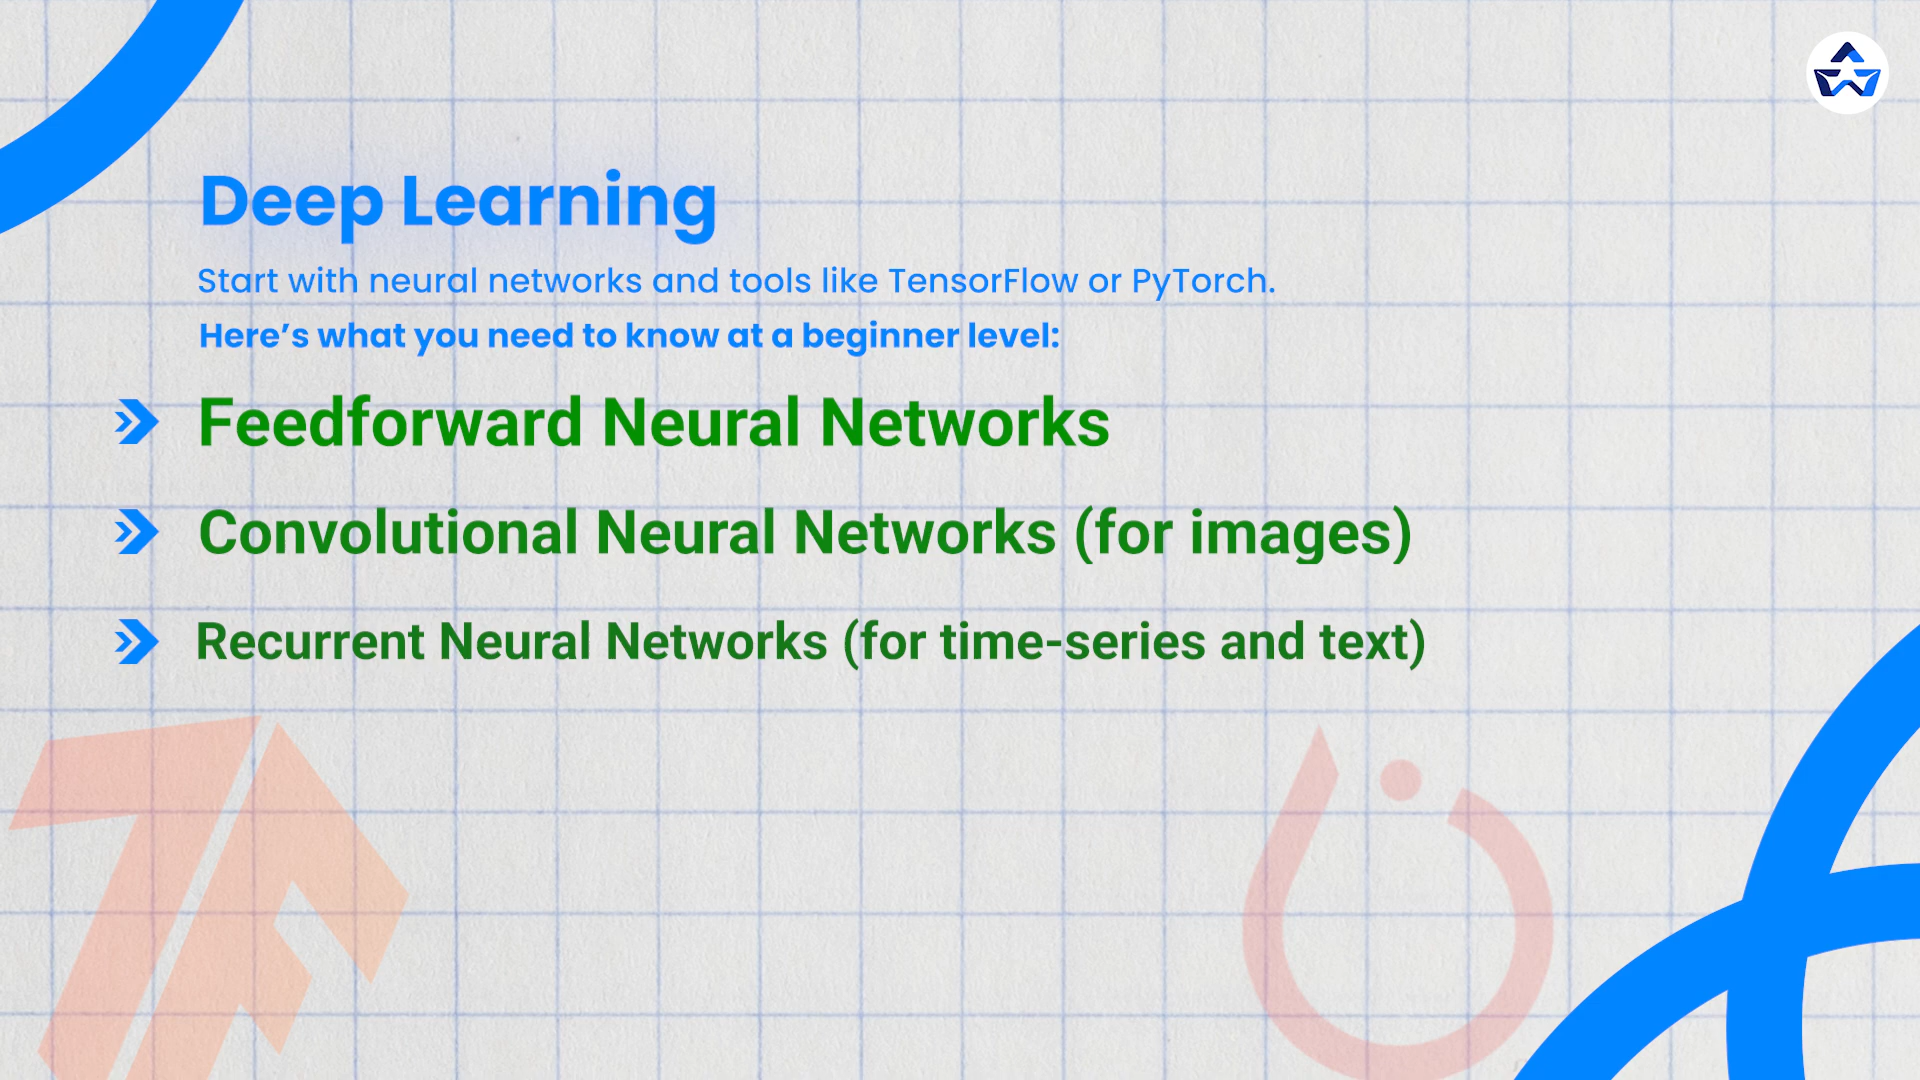 Deep Learning
Start with neural networks and tools like TensorFlow or PyTorch.
Here’s what you need to know at a beginner level:
Feedforward Neural Networks
Convolutional Neural Networks (for images)
Recurrent Neural Networks (for time-series and text)